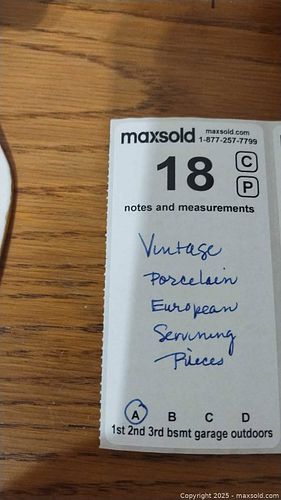 maxsold maxsold.com
1-877-257-7799
18 C
P
notes and measurements
Vintage
Porcelain
European
Servining
Pieces
A B C D
1st 2nd 3rd bsmt garage outdoors
Copyright 2025 - maxsold.com